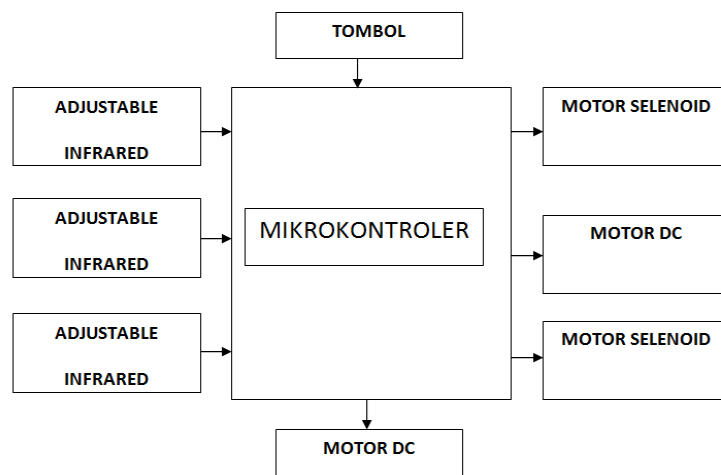 TOMBOL
ADJUSTABLE
INFRARED
ADJUSTABLE
INFRARED
ADJUSTABLE
INFRARED
MIKROKONTROLER
MOTOR SELENOID
MOTOR DC
MOTOR SELENOID
MOTOR DC